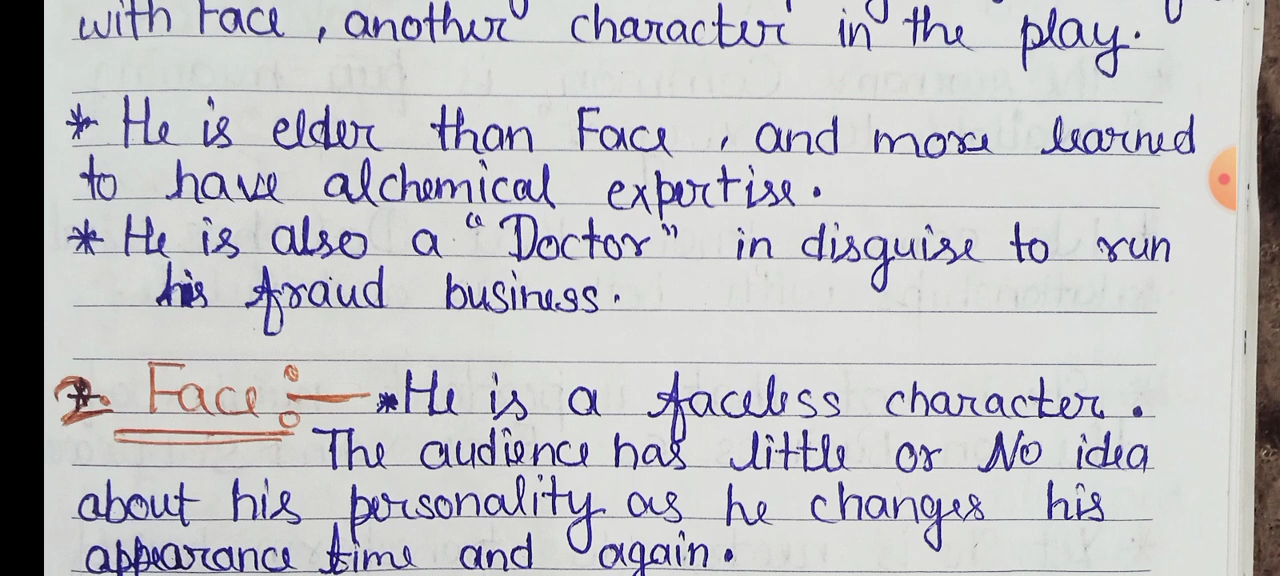 with Face, another character in the play.
* He is elder than Face, and more learned
to have alchemical expertise.
* He is also a "Doctor" in disguise to run
his fraud business.
2. Face:— *He is a faceless character.
The audience has little or No idea
about his personality as he changes his
appearance time and again.